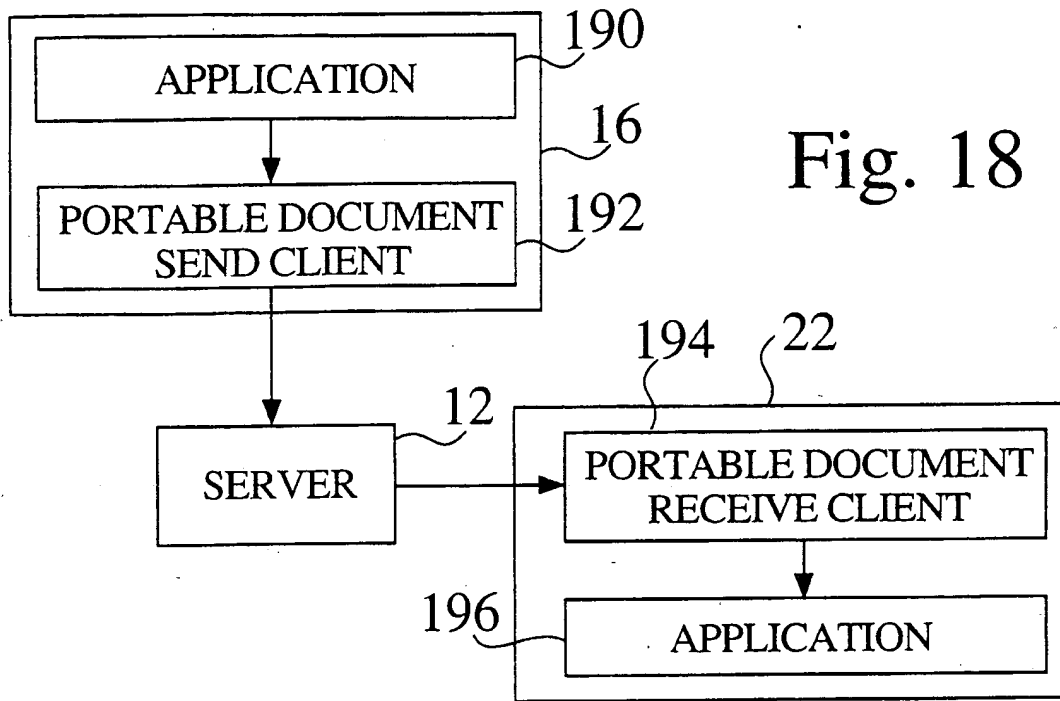 190
APPLICATION
16
Fig. 18
PORTABLE DOCUMENT
SEND CLIENT
192
194
22
12
SERVER
PORTABLE DOCUMENT
RECEIVE CLIENT
196
APPLICATION